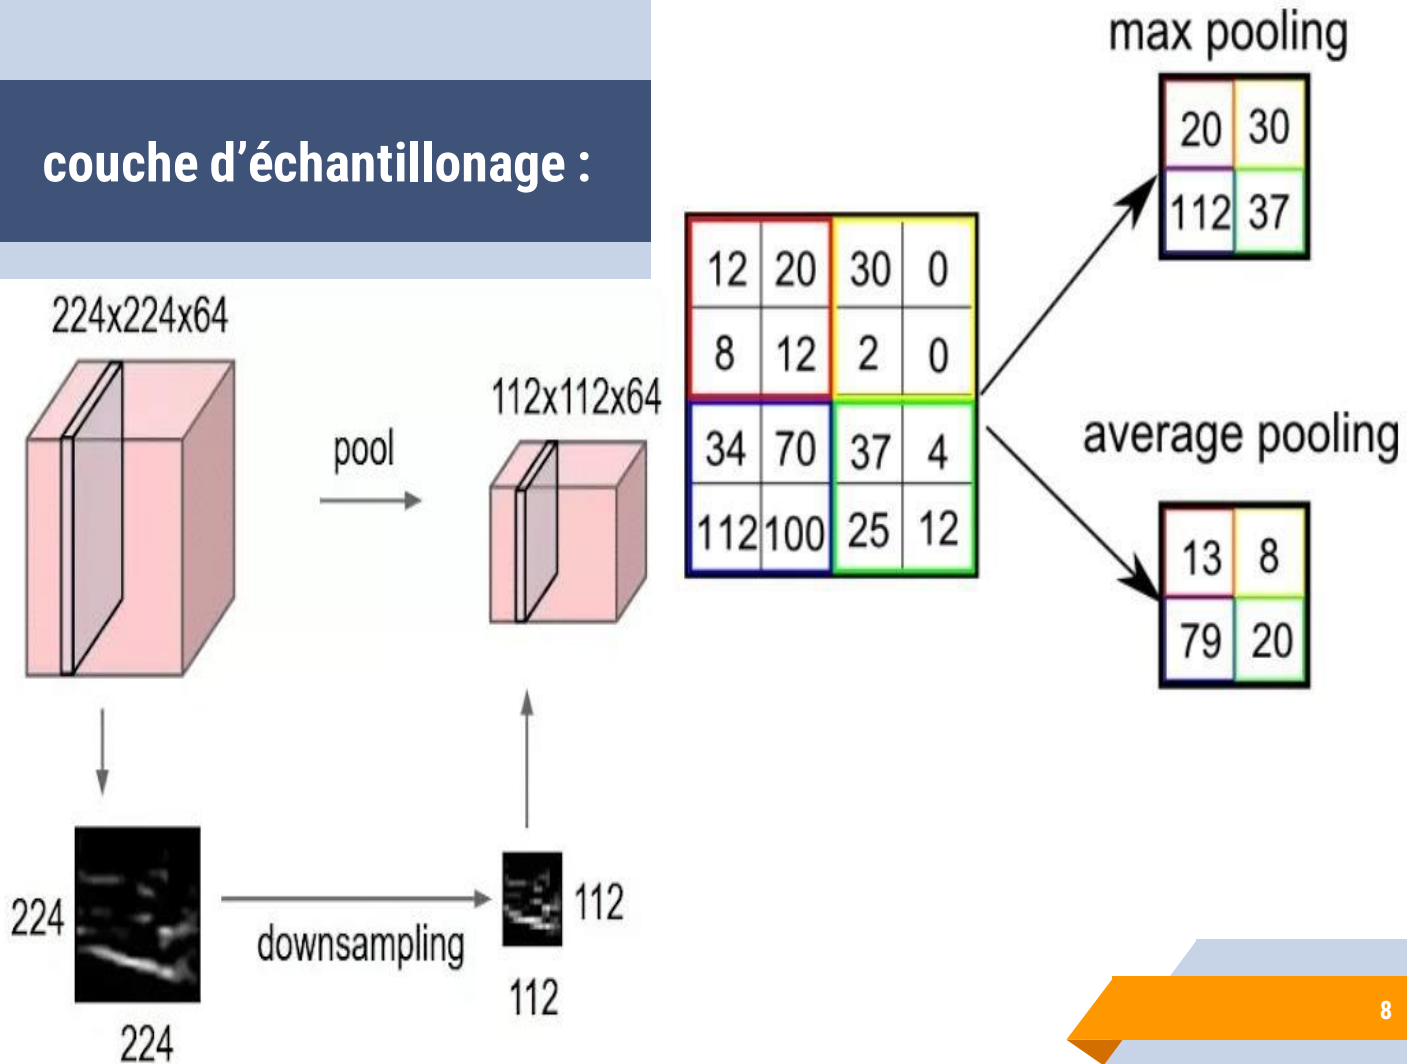 couche d'échantillonage :
224x224x64
pool
112x112x64
224
224
downsampling
112
112
12 20 30 0
8 12 2 0
34 70 37 4
112 100 25 12
max pooling
20 30
112 37
average pooling
13 8
79 20
8